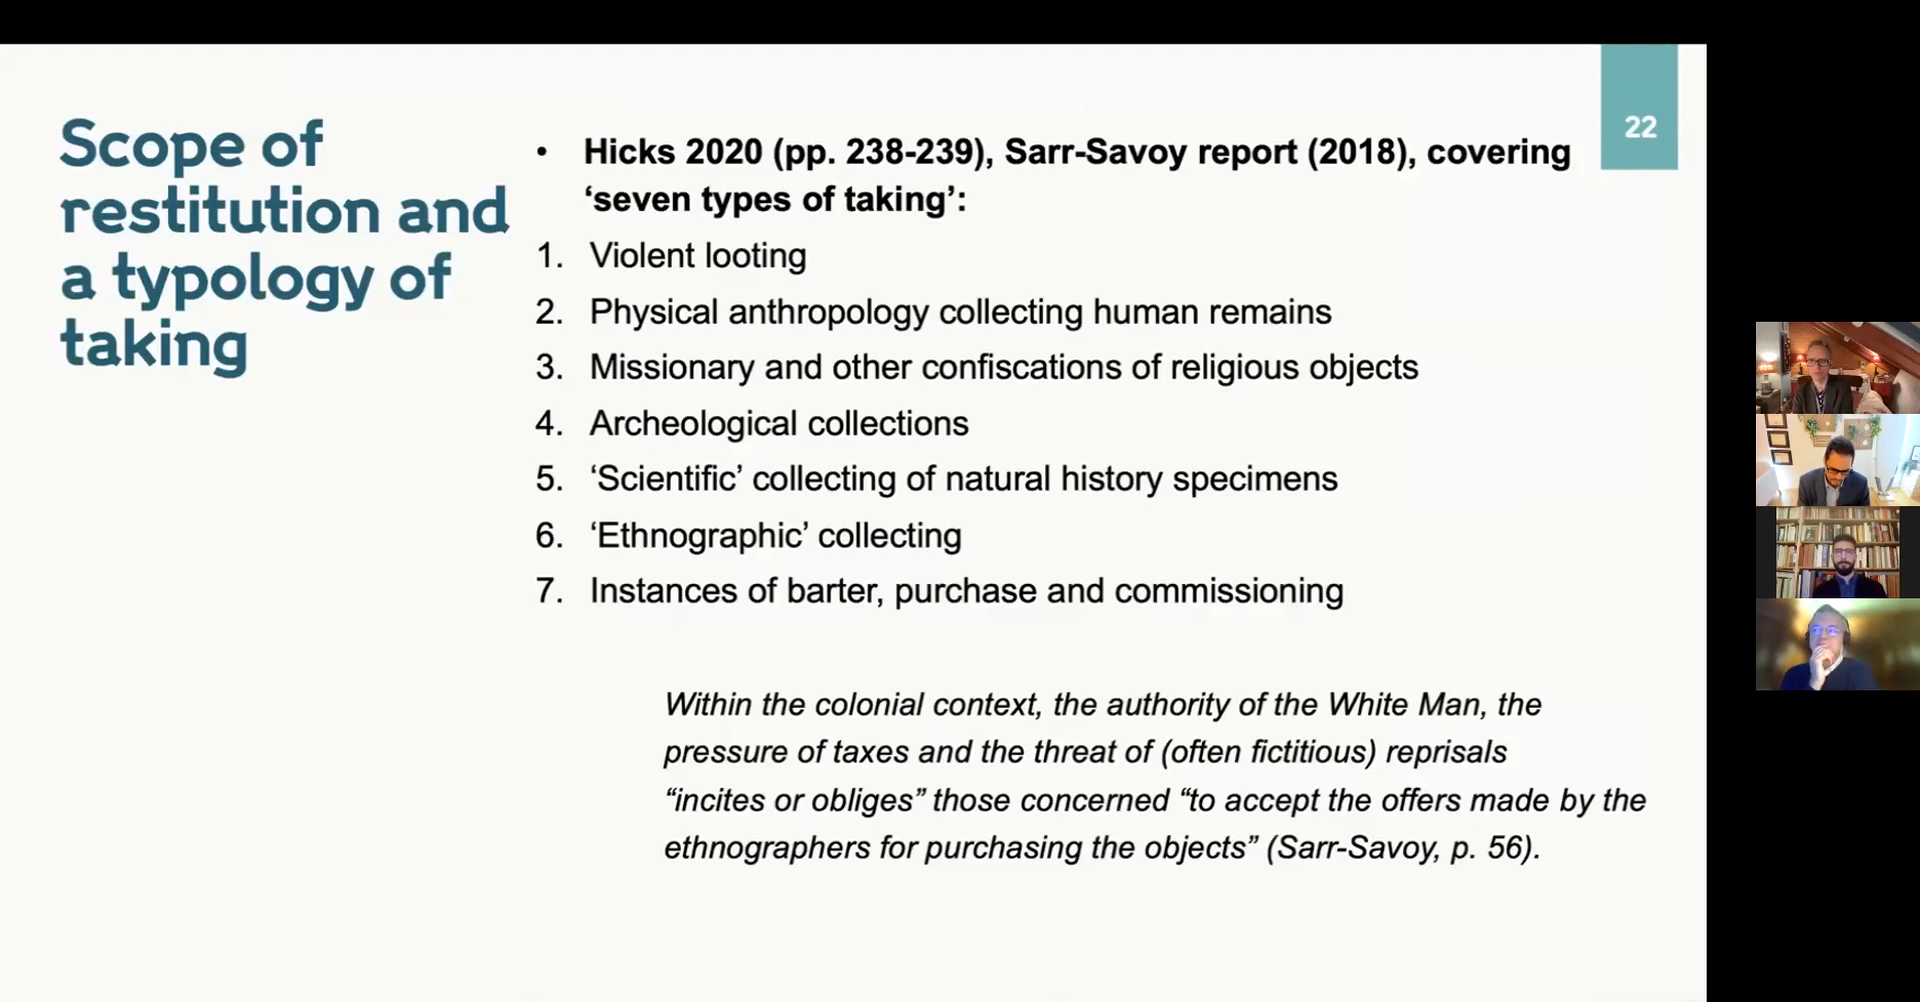 Scope of
restitution and
a typology of
taking
22
• Hicks 2020 (pp. 238-239), Sarr-Savoy report (2018), covering
‘seven types of taking’:
1. Violent looting
2. Physical anthropology collecting human remains
3. Missionary and other confiscations of religious objects
4. Archeological collections
5. ‘Scientific’ collecting of natural history specimens
6. ‘Ethnographic’ collecting
7. Instances of barter, purchase and commissioning
Within the colonial context, the authority of the White Man, the
pressure of taxes and the threat of (often fictitious) reprisals
“incites or obliges” those concerned “to accept the offers made by the
ethnographers for purchasing the objects” (Sarr-Savoy, p. 56).